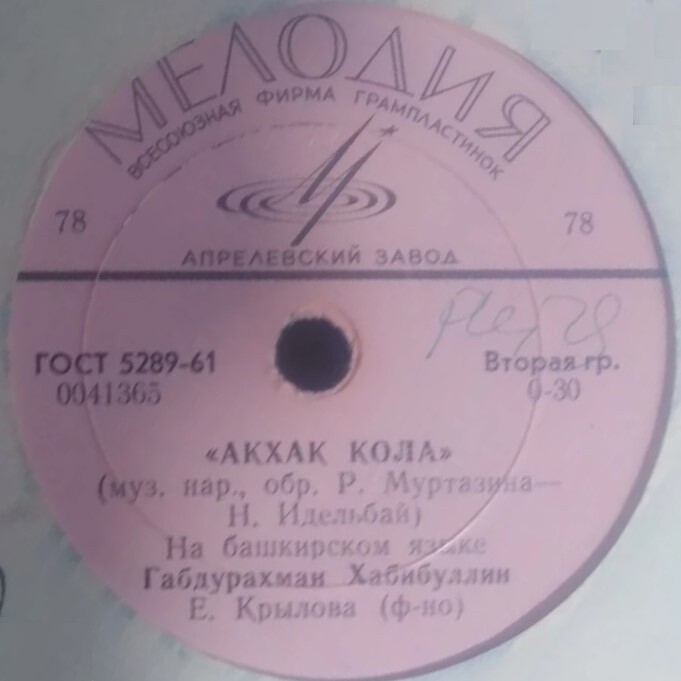 МЕЛОДИЯ
ВСЕСОЮЗНАЯ ФИРМА ГРАМПЛАСТИНОК
78 78
АПРЕЛЕВСКИЙ ЗАВОД
ГОСТ 5289-61 Вторая гр.
0041365 0-30
«АКХАК КОЛА»
(муз. нар., обр. Р. Муртазина—
Н. Идельбай)
На башкирском языке
Габдурахман Хабибуллин
Е. Крылова (ф-но)